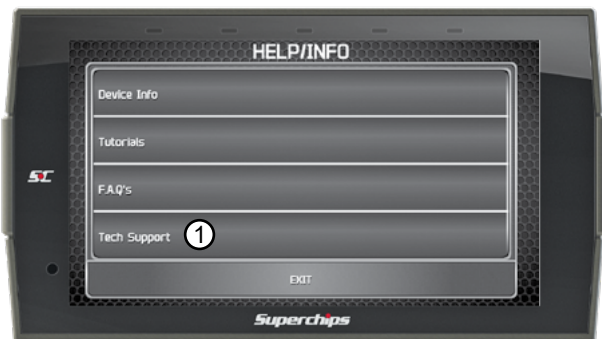 HELP/INFO
Device Info
Tutorials
F.A.Q's
Tech Support 1
EXIT
SC
Superchips